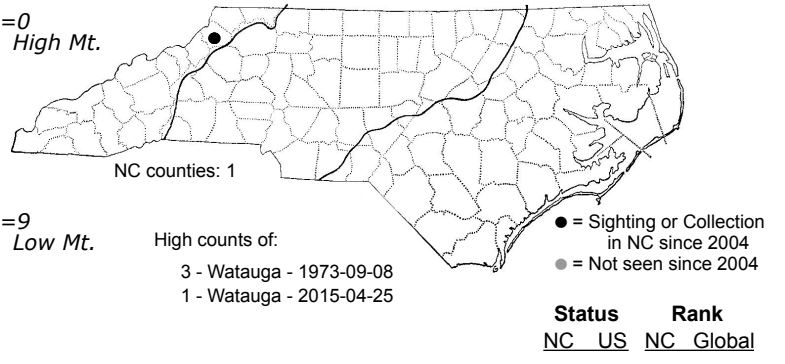 =0
High Mt.
NC counties: 1
=9
Low Mt.
High counts of:
3 - Watauga - 1973-09-08
1 - Watauga - 2015-04-25
● = Sighting or Collection
in NC since 2004
● = Not seen since 2004
Status Rank
NC US NC Global